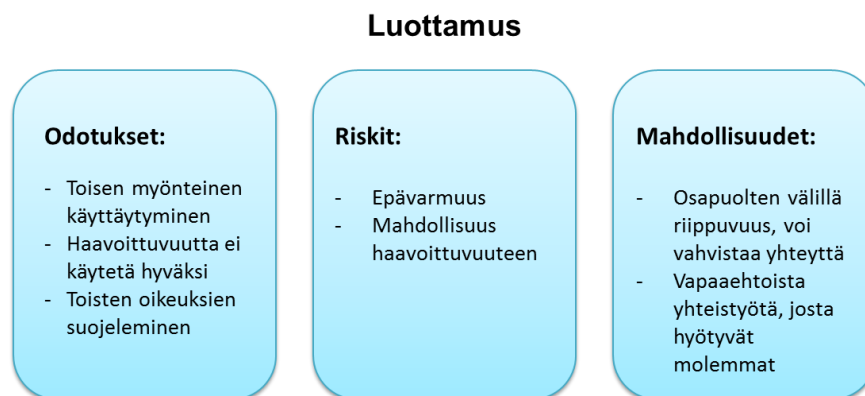 Luottamus
Odotukset:
- Toisen myönteinen
käyttäytyminen
- Haavoittuvuutta ei
käytetä hyväksi
- Toisten oikeuksien
suojeleminen
Riskit:
- Epävarmuus
- Mahdollisuus
haavoittuvuuteen
Mahdollisuudet:
- Osapuolten välillä
riippuvuus, voi
vahvistaa yhteyttä
- Vapaaehtoista
yhteistyötä, josta
hyötyvät
molemmat